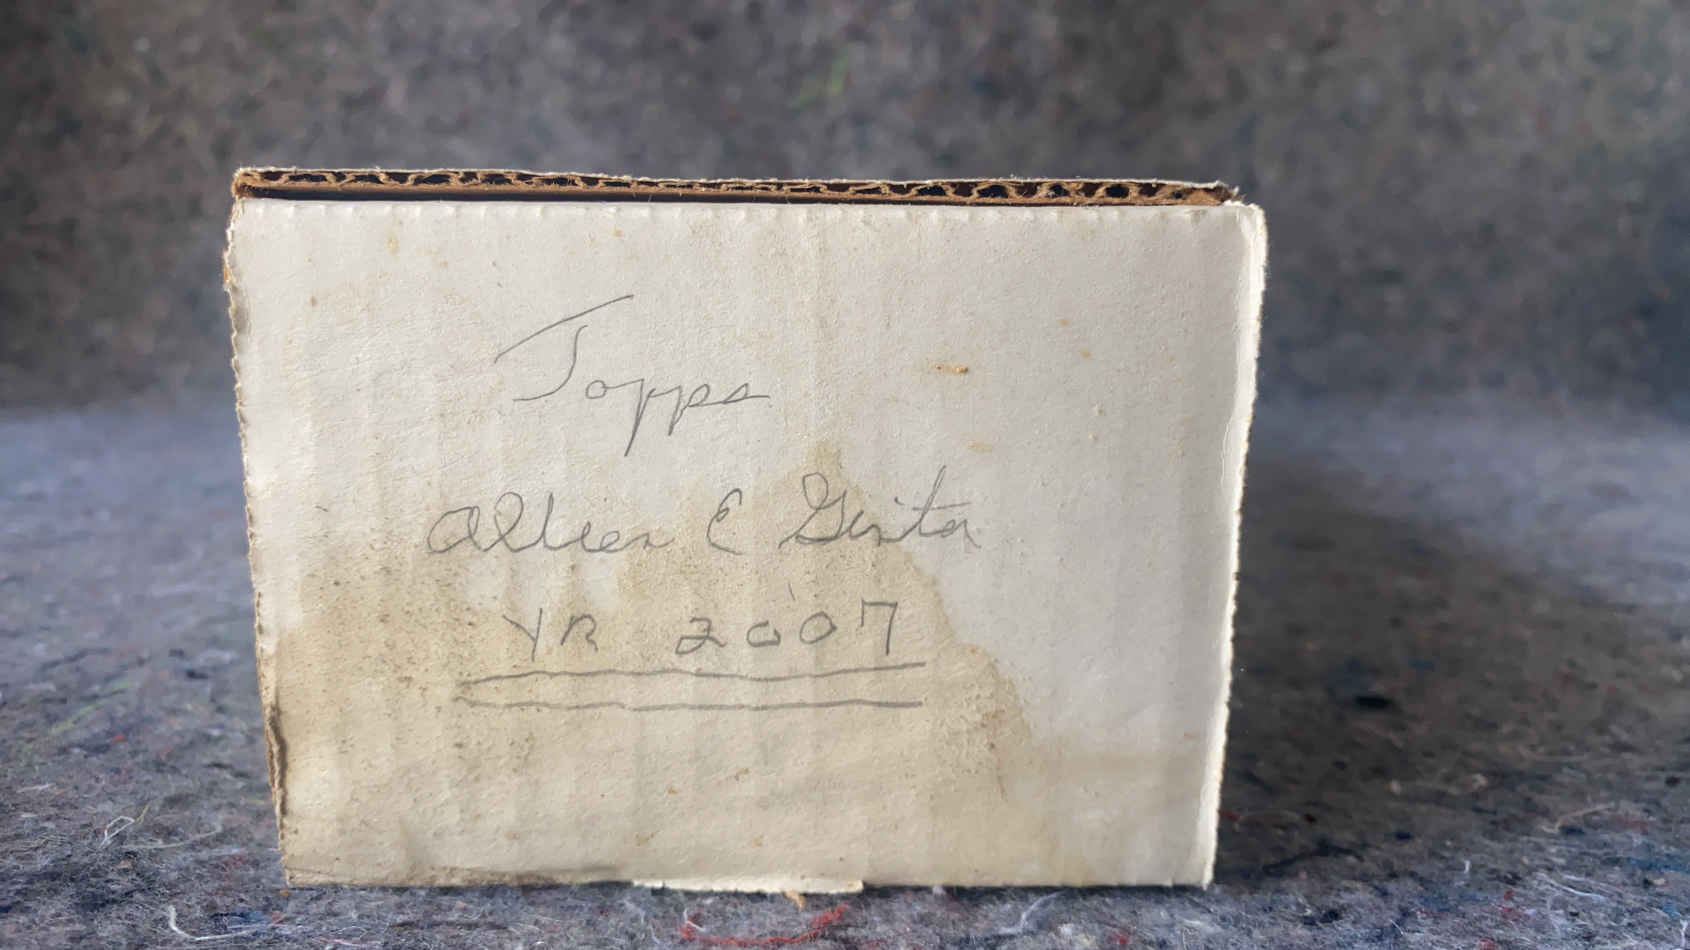 Topps
Allen E Ginter
YR 2007